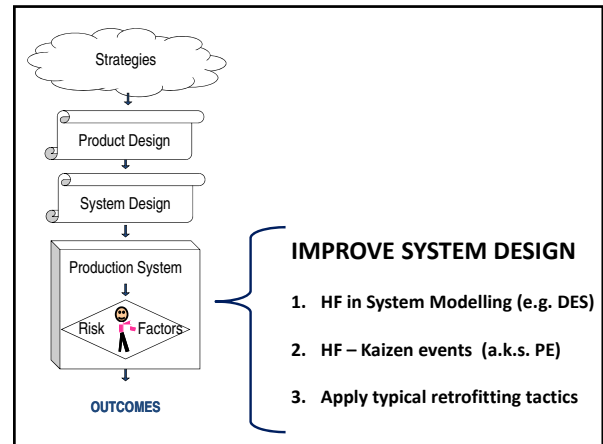 Strategies
Product Design
System Design
Production System
Risk Factors
OUTCOMES
IMPROVE SYSTEM DESIGN
1. HF in System Modelling (e.g. DES)
2. HF – Kaizen events (a.k.s. PE)
3. Apply typical retrofitting tactics